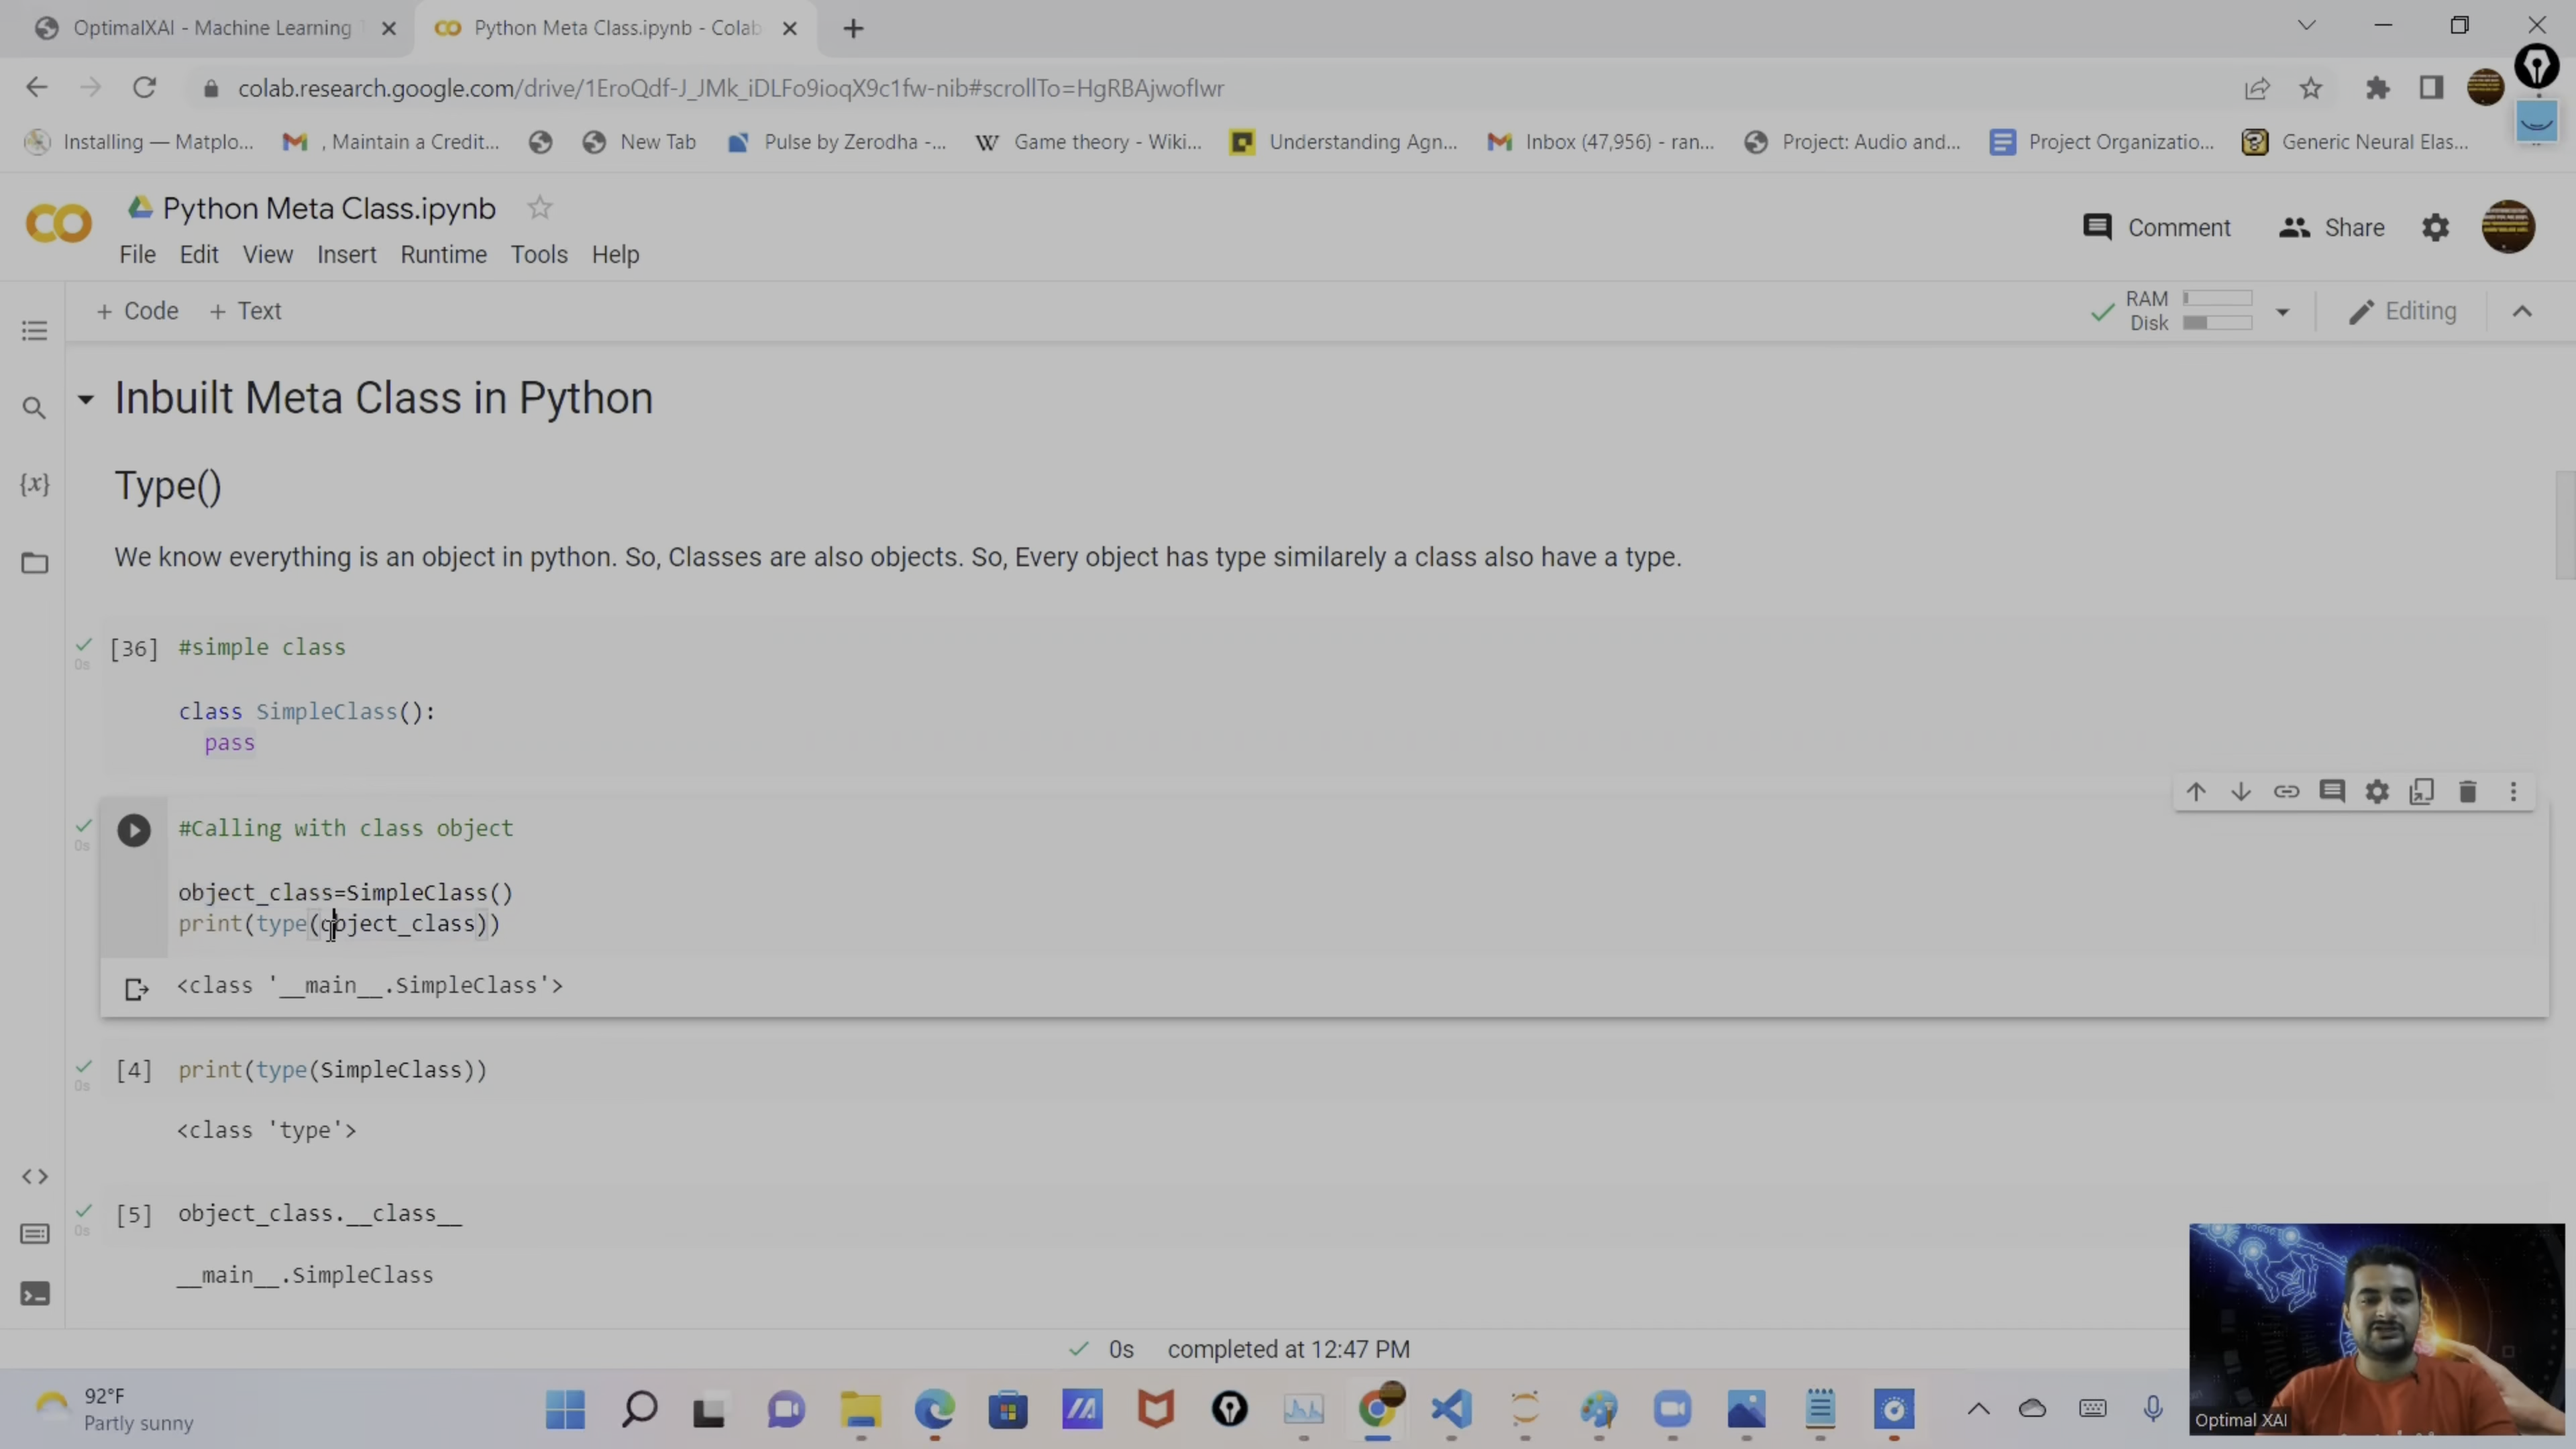 OptimalXAI - Machine Learning
Python Meta Class.ipynb - Colab
colab.research.google.com/drive/1EroQdf-J_JMk_iDLFo9ioqX9c1fw-nib#scrollTo=HgRBAjwofIwr
Installing — Matplo...
, Maintain a Credit...
New Tab
Pulse by Zerodha -...
Game theory - Wiki...
Understanding Agn...
Inbox (47,956) - ran...
Project: Audio and...
Project Organizatio...
Generic Neural Elas...
Python Meta Class.ipynb
File Edit View Insert Runtime Tools Help
Comment
Share
+ Code + Text
RAM
Disk
Editing
Inbuilt Meta Class in Python
Type()
We know everything is an object in python. So, Classes are also objects. So, Every object has type similarely a class also have a type.
0s
[36] #simple class
class SimpleClass():
pass
0s
#Calling with class object
object_class=SimpleClass()
print(type(object_class))
<class '__main__.SimpleClass'>
0s
[4] print(type(SimpleClass))
<class 'type'>
0s
[5] object_class.__class__
__main__.SimpleClass
0s completed at 12:47 PM
Optimal XAI
92°F
Partly sunny